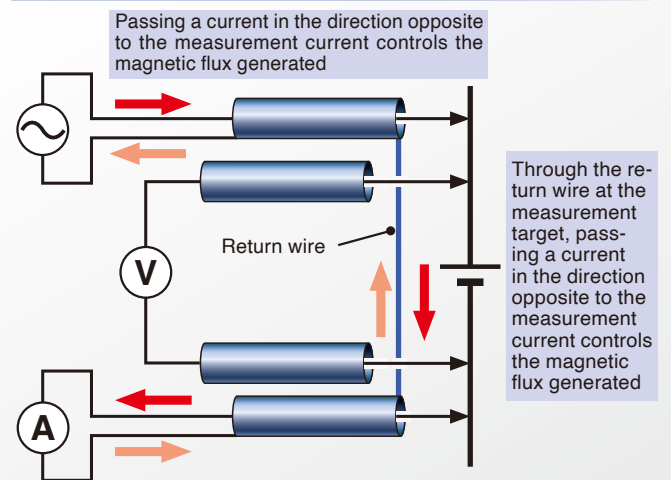 Passing a current in the direction opposite
to the measurement current controls the
magnetic flux generated
V
Return wire
A
Through the re-
turn wire at the
measurement
target, pass-
ing a current
in the direction
opposite to the
measurement
current controls
the magnetic
flux generated